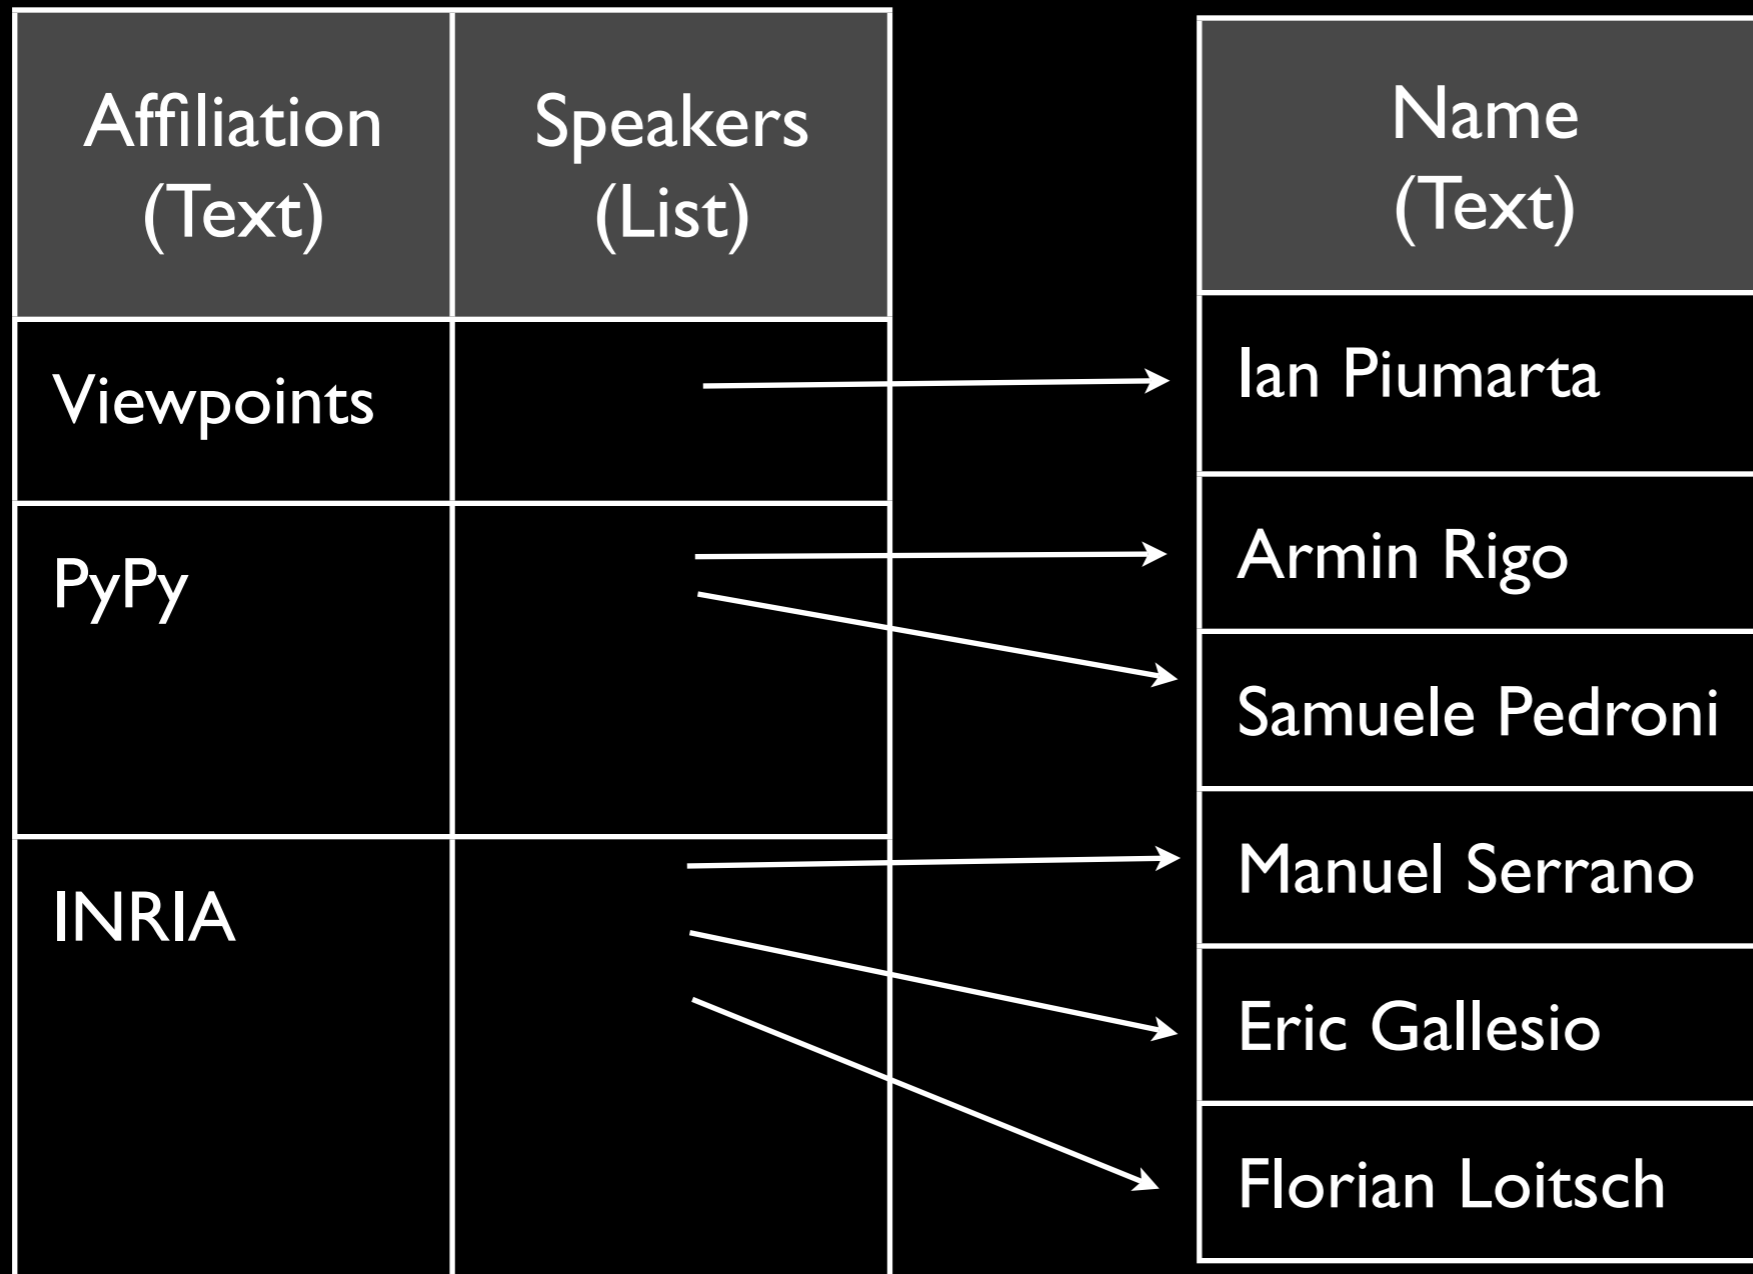 Affiliation
(Text)
Speakers
(List)
Viewpoints
PyPy
INRIA
Name
(Text)
Ian Piumarta
Armin Rigo
Samuele Pedroni
Manuel Serrano
Eric Gallesio
Florian Loitsch